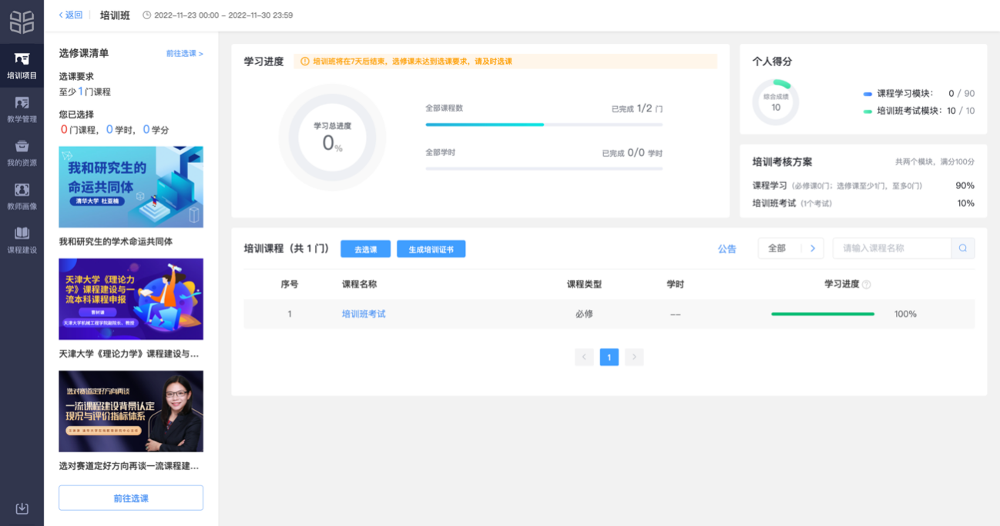 返回
培训班
2022-11-23 00:00 - 2022-11-30 23:59
培训项目
教学管理
我的资源
教师画像
课程建设
选修课清单
前往选课 >
选课要求
至少1门课程
您已选择
0门课程, 0学时, 0学分
我和研究生的
命运共同体
清华大学 杜亚楠
我和研究生的学术命运共同体
天津大学《理论力
学》课程建设与一
流本科课程申报
曹树谦
天津大学机械工程学院副院长、教授
天津大学《理论力学》课程建设与...
选对赛道定好方向再谈
一流课程建设背景认定
现况与评价指标体系
选对赛道定好方向再谈一流课程建...
前往选课
学习进度
培训班将在7天后结束，选修课未达到选课要求，请及时选课
学习总进度
0%
全部课程数
已完成 1/2 门
全部学时
已完成 0/0 学时
个人得分
综合成绩
10
课程学习模块： 0 / 90
培训班考试模块： 10 / 10
培训考核方案
共两个模块，满分100分
课程学习 (必修课0门；选修课至少1门，至多0门) 90%
培训班考试 (1个考试) 10%
培训课程（共 1 门）
去选课
生成培训证书
公告
全部
请输入课程名称
序号 课程名称 课程类型 学时 学习进度
1 培训班考试 必修 -- 100%
1